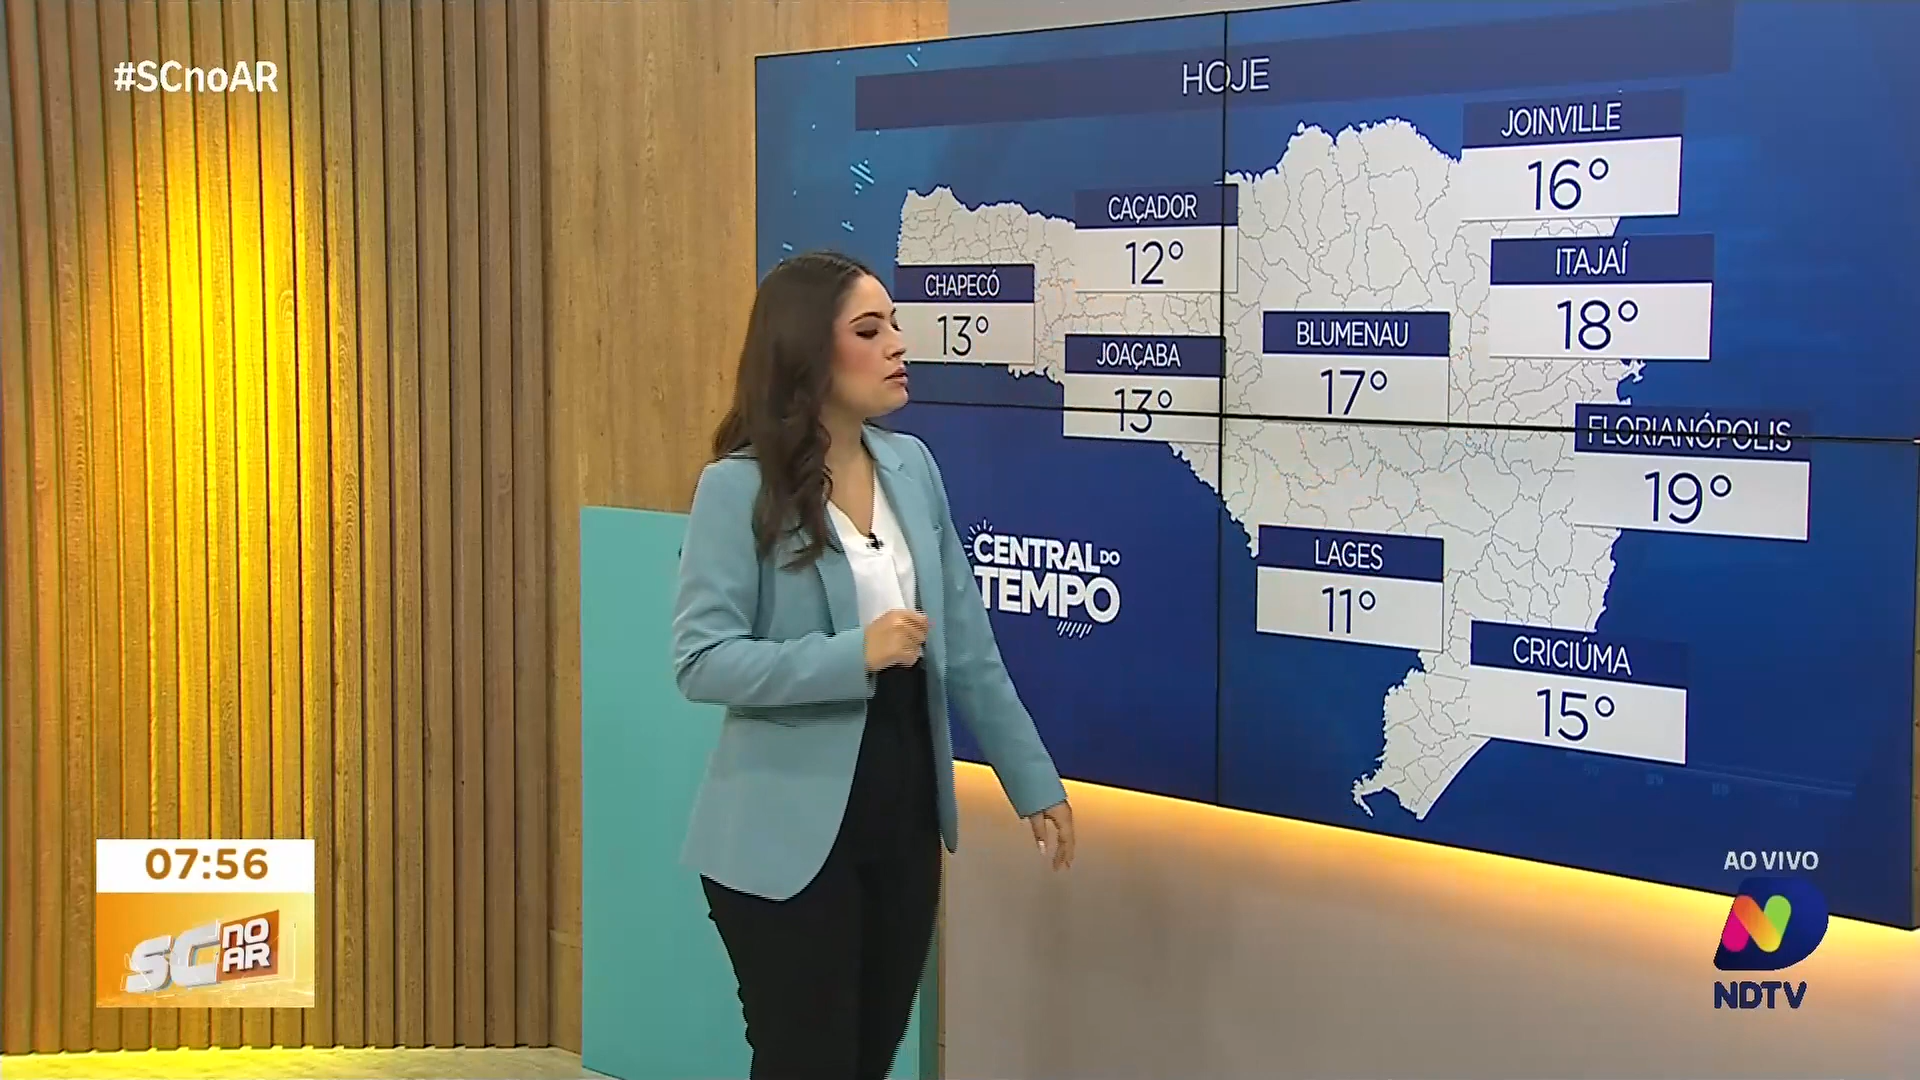 #SCnoAR
HOJE
JOINVILLE
16°
CAÇADOR
12°
ITAJAÍ
18°
CHAPECÓ
13°
BLUMENAU
17°
JOAÇABA
13°
FLORIANÓPOLIS
19°
LAGES
11°
CENTRAL DO
TEMPO
CRICIÚMA
15°
07:56
SC NO
AR
AO VIVO
NDTV